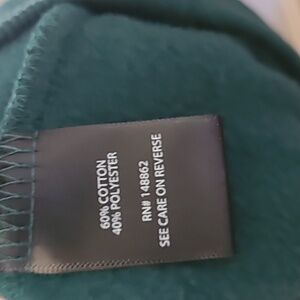 60% COTTON
40% POLYESTER
RN# 148862
SEE CARE ON REVERSE